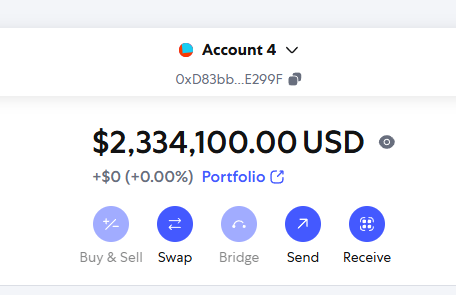 Account 4
0xD83bb...E299F
$2,334,100.00 USD
+$0 (+0.00%) Portfolio
Buy & Sell Swap Bridge Send Receive